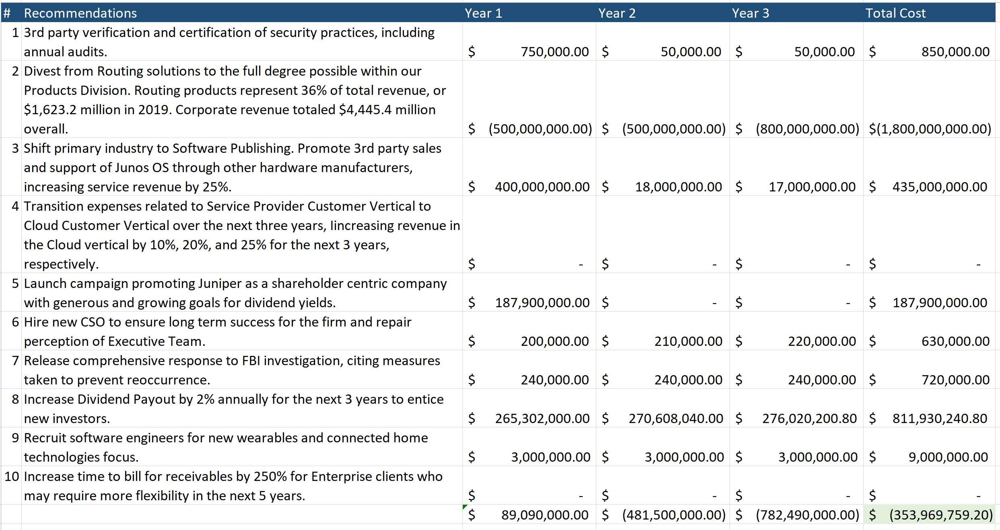 # Recommendations Year 1 Year 2 Year 3 Total Cost
1 3rd party verification and certification of security practices, including
annual audits. $ 750,000.00 $ 50,000.00 $ 50,000.00 $ 850,000.00
2 Divest from Routing solutions to the full degree possible within our
Products Division. Routing products represent 36% of total revenue, or
$1,623.2 million in 2019. Corporate revenue totaled $4,445.4 million
overall. $ (500,000,000.00) $ (500,000,000.00) $ (800,000,000.00) $(1,800,000,000.00)
3 Shift primary industry to Software Publishing. Promote 3rd party sales
and support of Junos OS through other hardware manufacturers,
increasing service revenue by 25%. $ 400,000,000.00 $ 18,000,000.00 $ 17,000,000.00 $ 435,000,000.00
4 Transition expenses related to Service Provider Customer Vertical to
Cloud Customer Vertical over the next three years, Iincreasing revenue in
the Cloud vertical by 10%, 20%, and 25% for the next 3 years,
respectively. $ - $ - $ - $ -
5 Launch campaign promoting Juniper as a shareholder centric company
with generous and growing goals for dividend yields. $ 187,900,000.00 $ - $ - $ 187,900,000.00
6 Hire new CSO to ensure long term success for the firm and repair
perception of Executive Team. $ 200,000.00 $ 210,000.00 $ 220,000.00 $ 630,000.00
7 Release comprehensive response to FBI investigation, citing measures
taken to prevent reoccurrence. $ 240,000.00 $ 240,000.00 $ 240,000.00 $ 720,000.00
8 Increase Dividend Payout by 2% annually for the next 3 years to entice
new investors. $ 265,302,000.00 $ 270,608,040.00 $ 276,020,200.80 $ 811,930,240.80
9 Recruit software engineers for new wearables and connected home
technologies focus. $ 3,000,000.00 $ 3,000,000.00 $ 3,000,000.00 $ 9,000,000.00
10 Increase time to bill for receivables by 250% for Enterprise clients who
may require more flexibility in the next 5 years. $ - $ - $ - $ -
$ 89,090,000.00 $ (481,500,000.00) $ (782,490,000.00) $ (353,969,759.20)